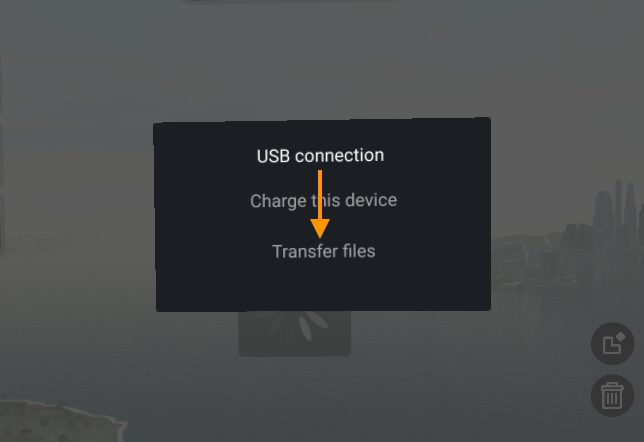 USB connection
Charge this device
Transfer files